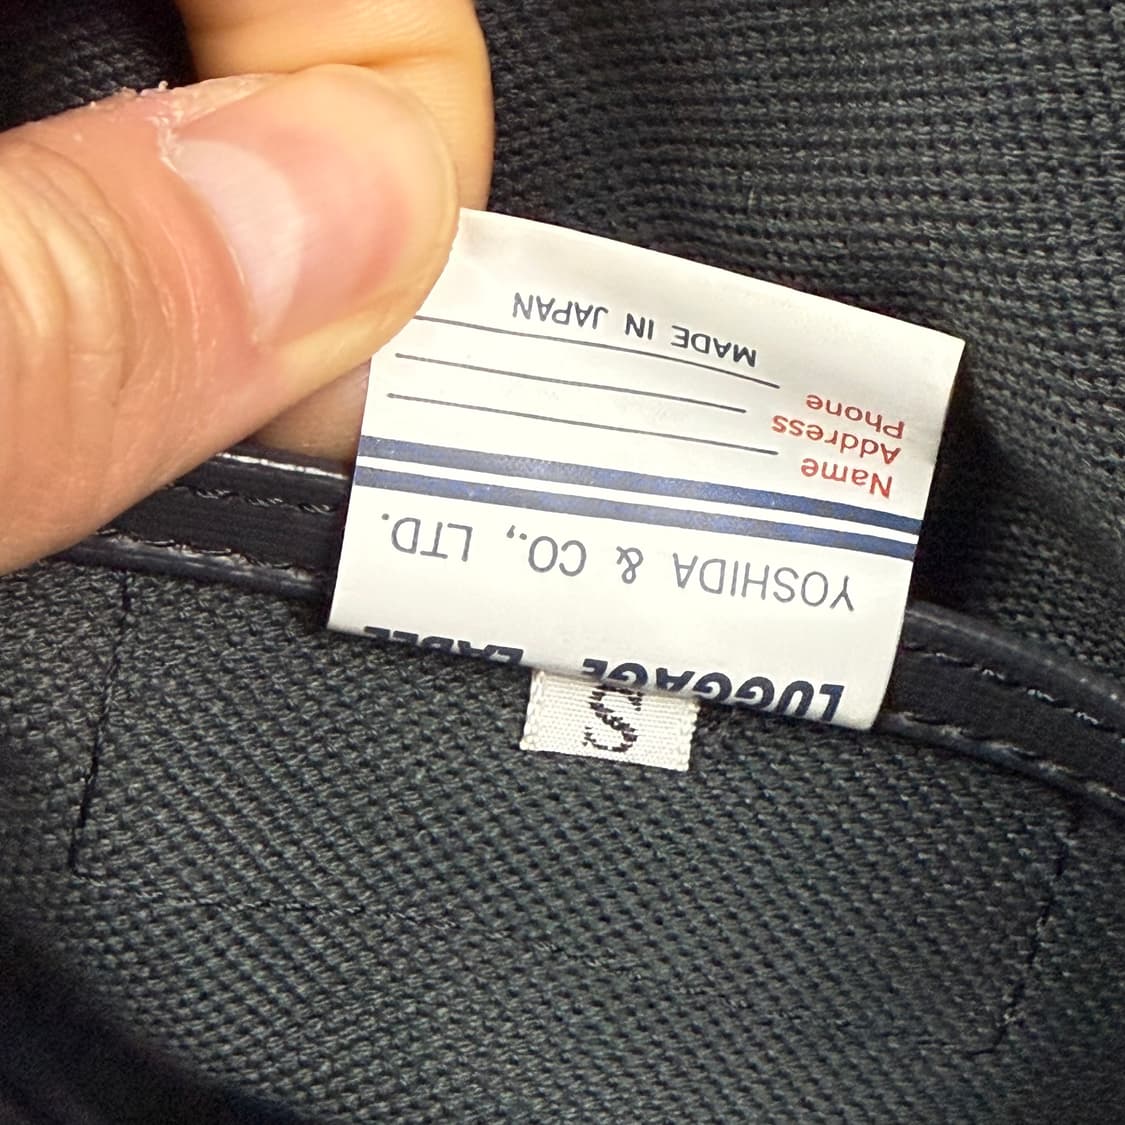 LUGGAGE LABEL
YOSHIDA & CO., LTD.
Name
Address
Phone
MADE IN JAPAN
S